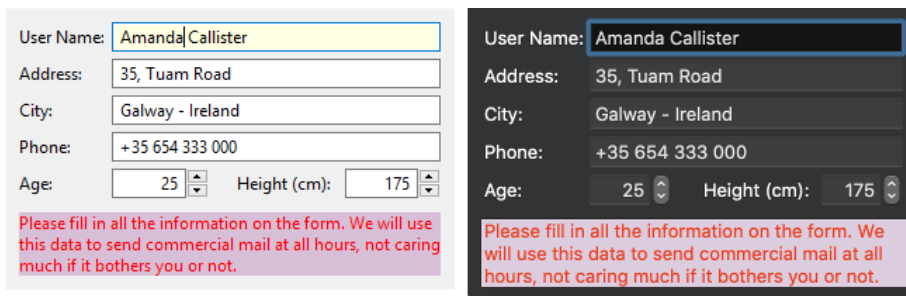 User Name: Amanda Callister
Address: 35, Tuam Road
City: Galway - Ireland
Phone: +35 654 333 000
Age: 25 Height (cm): 175
Please fill in all the information on the form. We will use
this data to send commercial mail at all hours, not caring
much if it bothers you or not.
User Name: Amanda Callister
Address: 35, Tuam Road
City: Galway - Ireland
Phone: +35 654 333 000
Age: 25 Height (cm): 175
Please fill in all the information on the form. We
will use this data to send commercial mail at all
hours, not caring much if it bothers you or not.